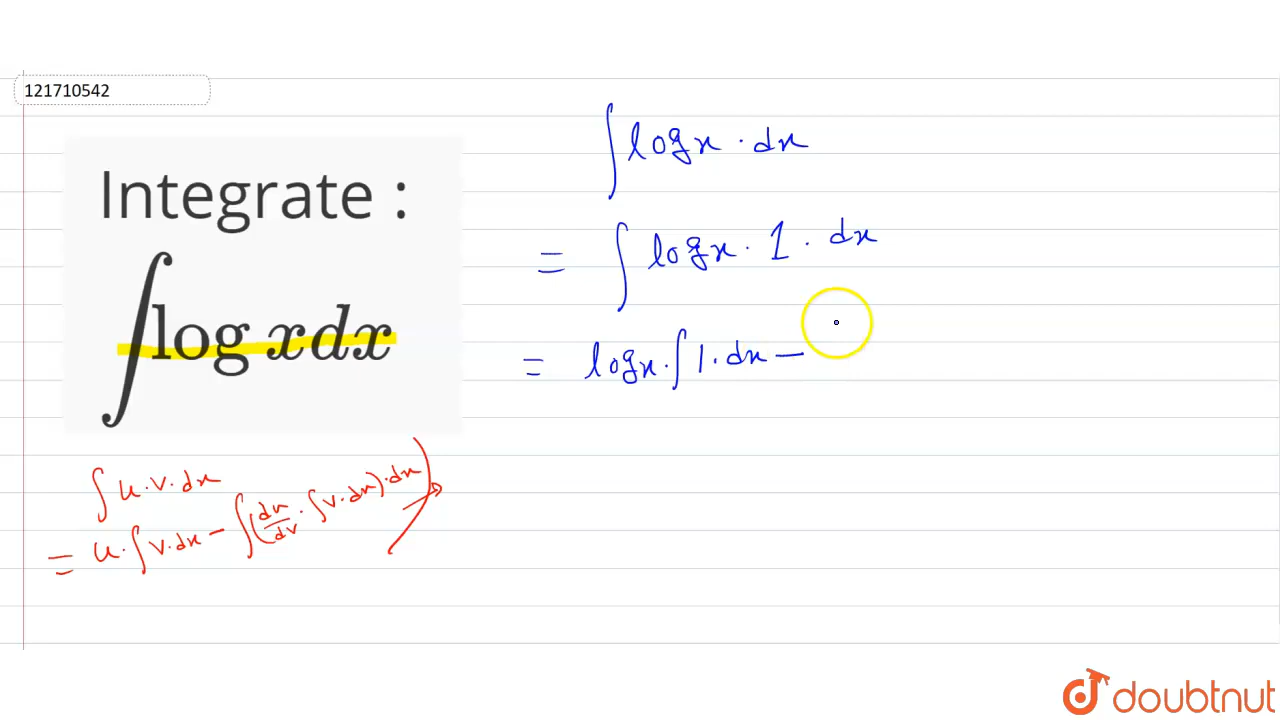 121710542
Integrate :
∫log x dx
∫ log x · dx
= ∫ log x · 1 · dx
= log x · ∫ 1 · dx −
∫ u · v · dx
= u · ∫ v · dx − ∫ (du/dv · ∫ v · dx) · dx
doubtnut